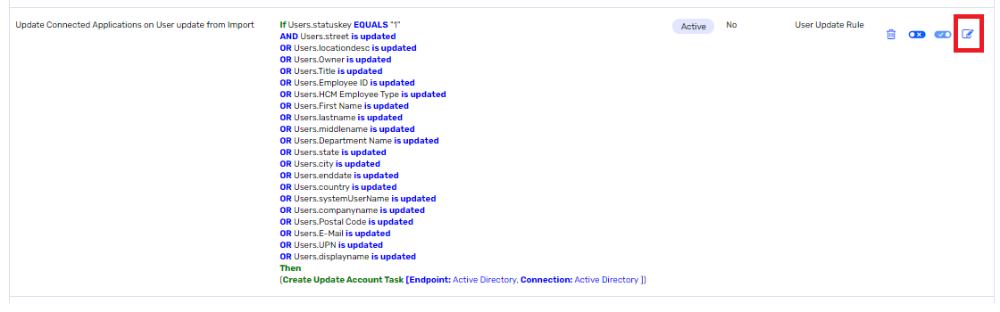 Update Connected Applications on User update from Import
If Users.statuskey EQUALS "1"
AND Users.street is updated
OR Users.locationdesc is updated
OR Users.Owner is updated
OR Users.Title is updated
OR Users.Employee ID is updated
OR Users.HCM Employee Type is updated
OR Users.First Name is updated
OR Users.lastname is updated
OR Users.middlename is updated
OR Users.Department Name is updated
OR Users.state is updated
OR Users.city is updated
OR Users.enddate is updated
OR Users.country is updated
OR Users.systemUserName is updated
OR Users.companyname is updated
OR Users.Postal Code is updated
OR Users.E-Mail is updated
OR Users.UPN is updated
OR Users.displayname is updated
Then
(Create Update Account Task [Endpoint: Active Directory, Connection: Active Directory ])
Active
No
User Update Rule